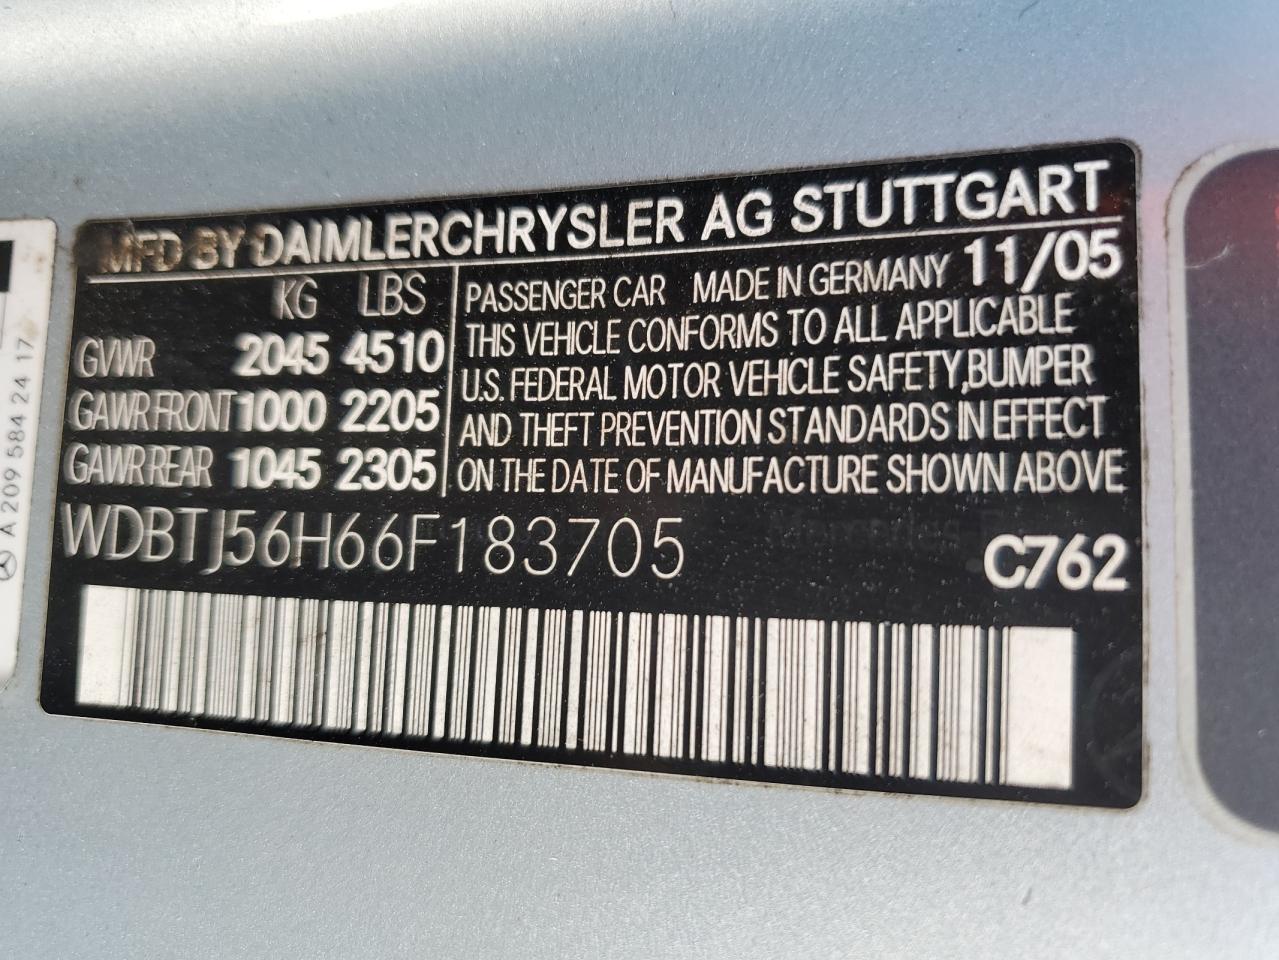 MFD BY DAIMLERCHRYSLER AG STUTTGART
KG LBS
GVWR 2045 4510
GAWR FRONT 1000 2205
GAWR REAR 1045 2305
PASSENGER CAR MADE IN GERMANY 11/05
THIS VEHICLE CONFORMS TO ALL APPLICABLE
U.S. FEDERAL MOTOR VEHICLE SAFETY,BUMPER
AND THEFT PREVENTION STANDARDS IN EFFECT
ON THE DATE OF MANUFACTURE SHOWN ABOVE
WDBTJ56H66F183705
C762
A 209 584 24 17